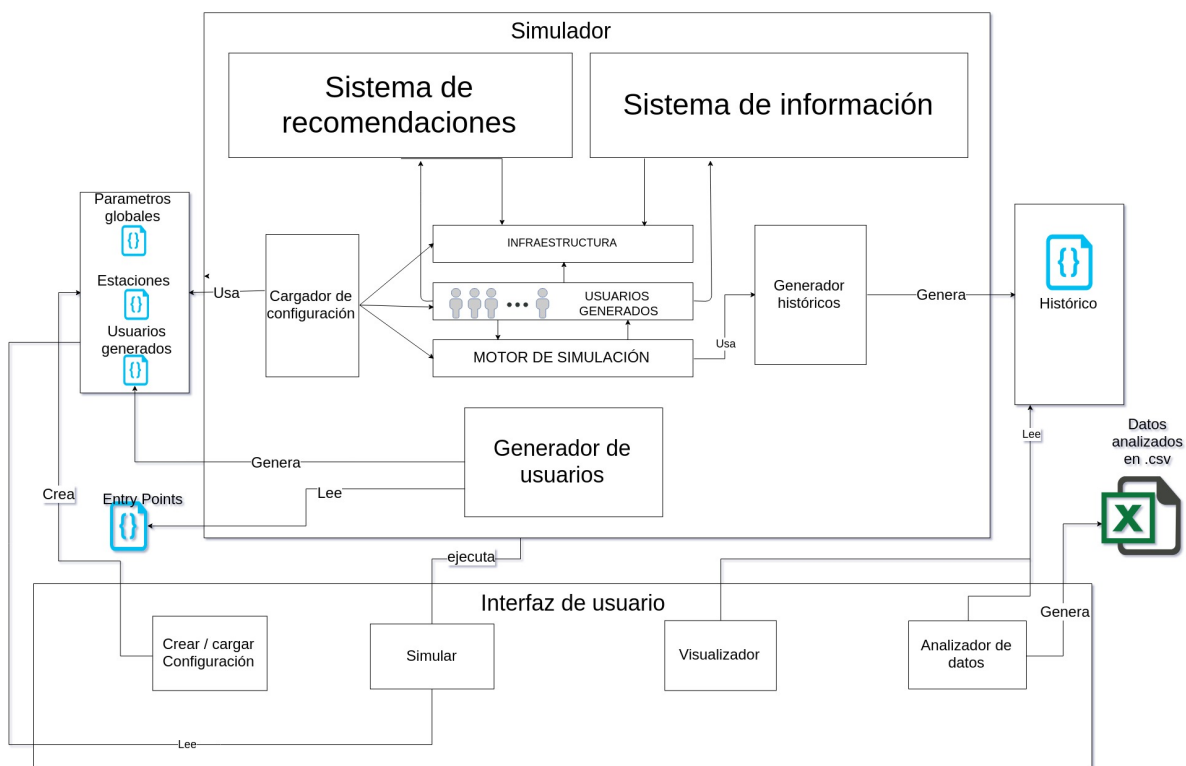 Simulador
Sistema de
recomendaciones
Sistema de información
Parametros
globales
{}
Estaciones
{}
Usuarios
generados
{}
Usa
Cargador de
configuración
INFRAESTRUCTURA
USUARIOS
GENERADOS
MOTOR DE SIMULACIÓN
Usa
Generador
históricos
Genera
{}
Histórico
Generador de
usuarios
Genera
Lee
Crea
Entry Points
{}
Lee
Datos
analizados
en .csv
X
ejecuta
Interfaz de usuario
Crear / cargar
Configuración
Simular
Visualizador
Analizador de
datos
Genera
Lee